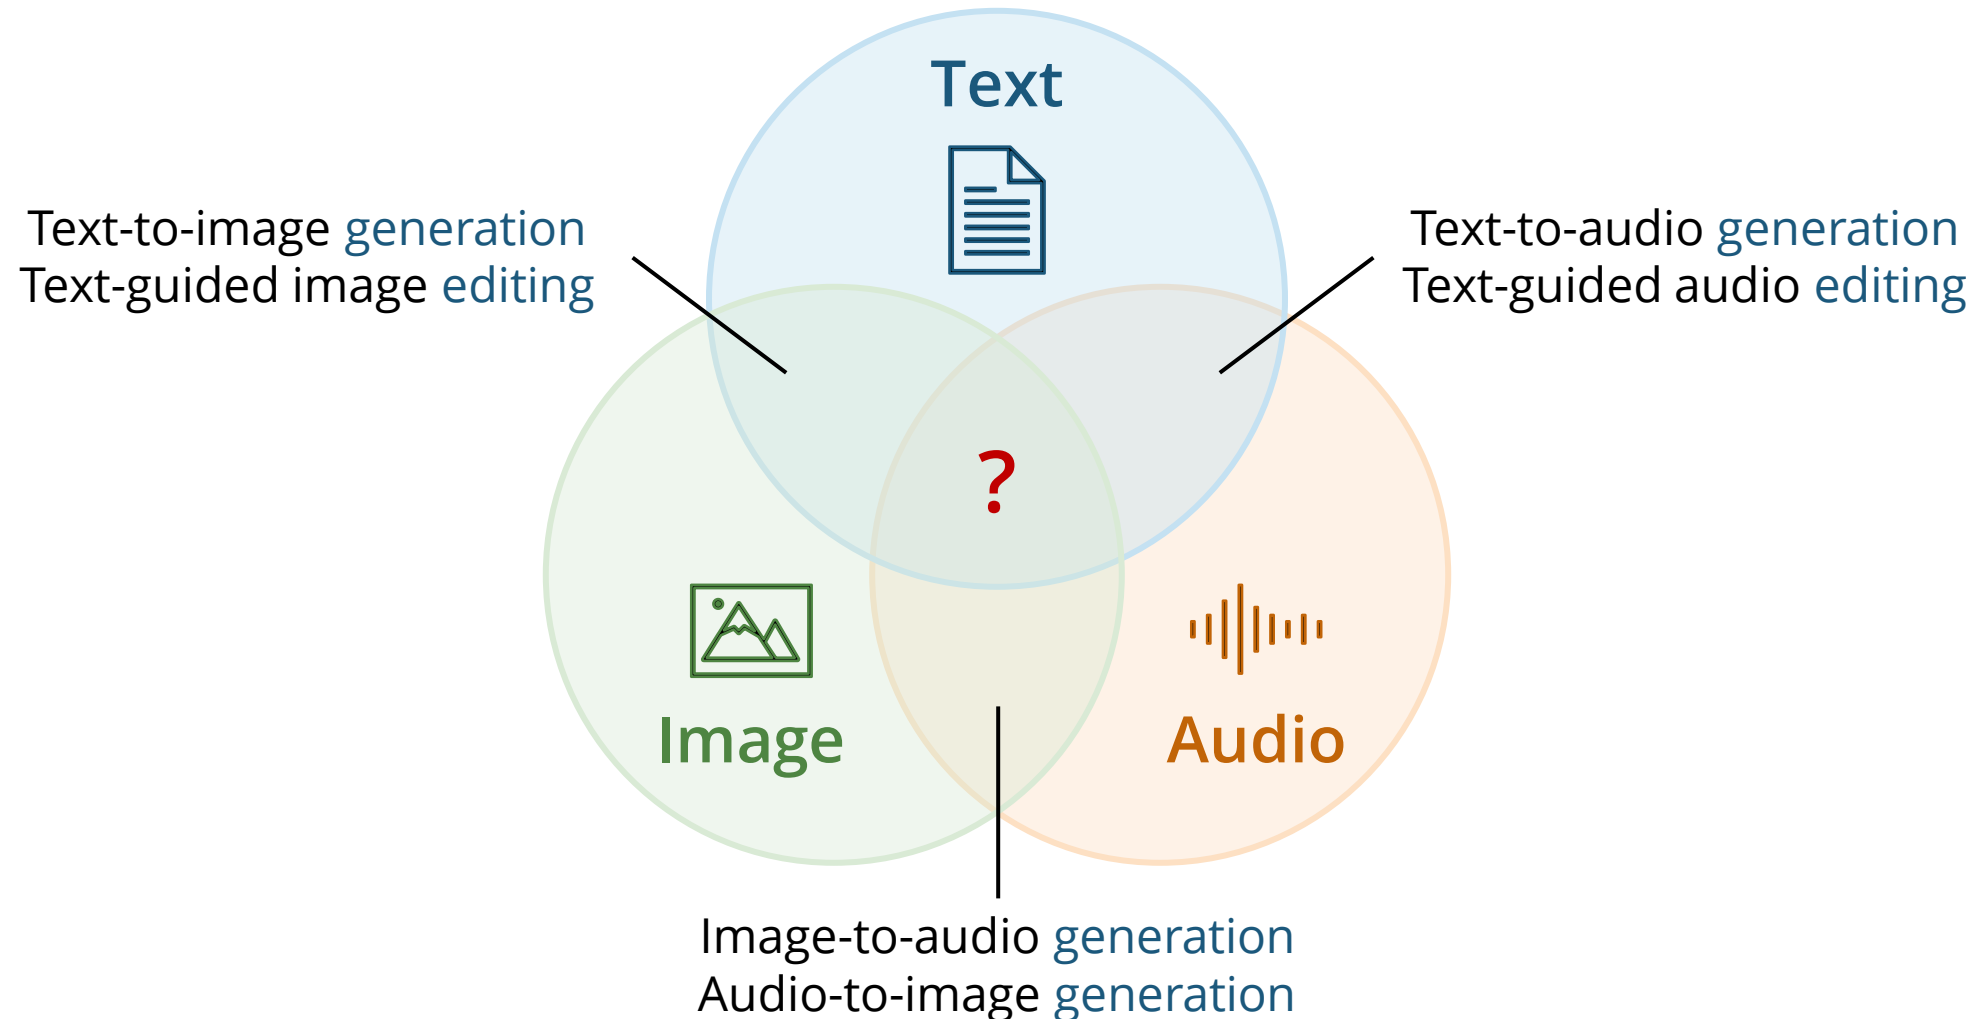 Text
Text-to-image generation
Text-guided image editing
Text-to-audio generation
Text-guided audio editing
?
Image
Audio
Image-to-audio generation
Audio-to-image generation